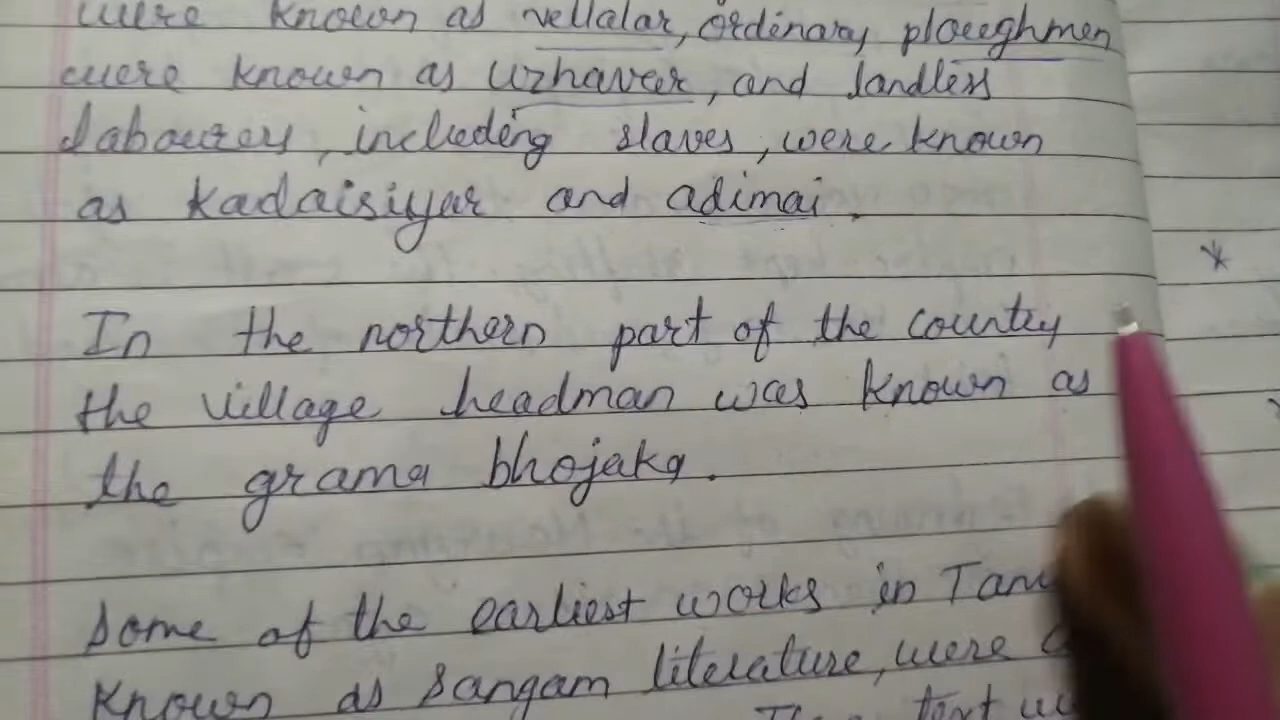 were known as vellalar, ordinary ploughmen
were known as uzhavar, and landless
labourers, including slaves, were known
as kadaisiyar and adimai.
In the northern part of the country
the village headman was known as
the grama bhojaka.
Some of the earliest works in
known as sangam literature, were
text